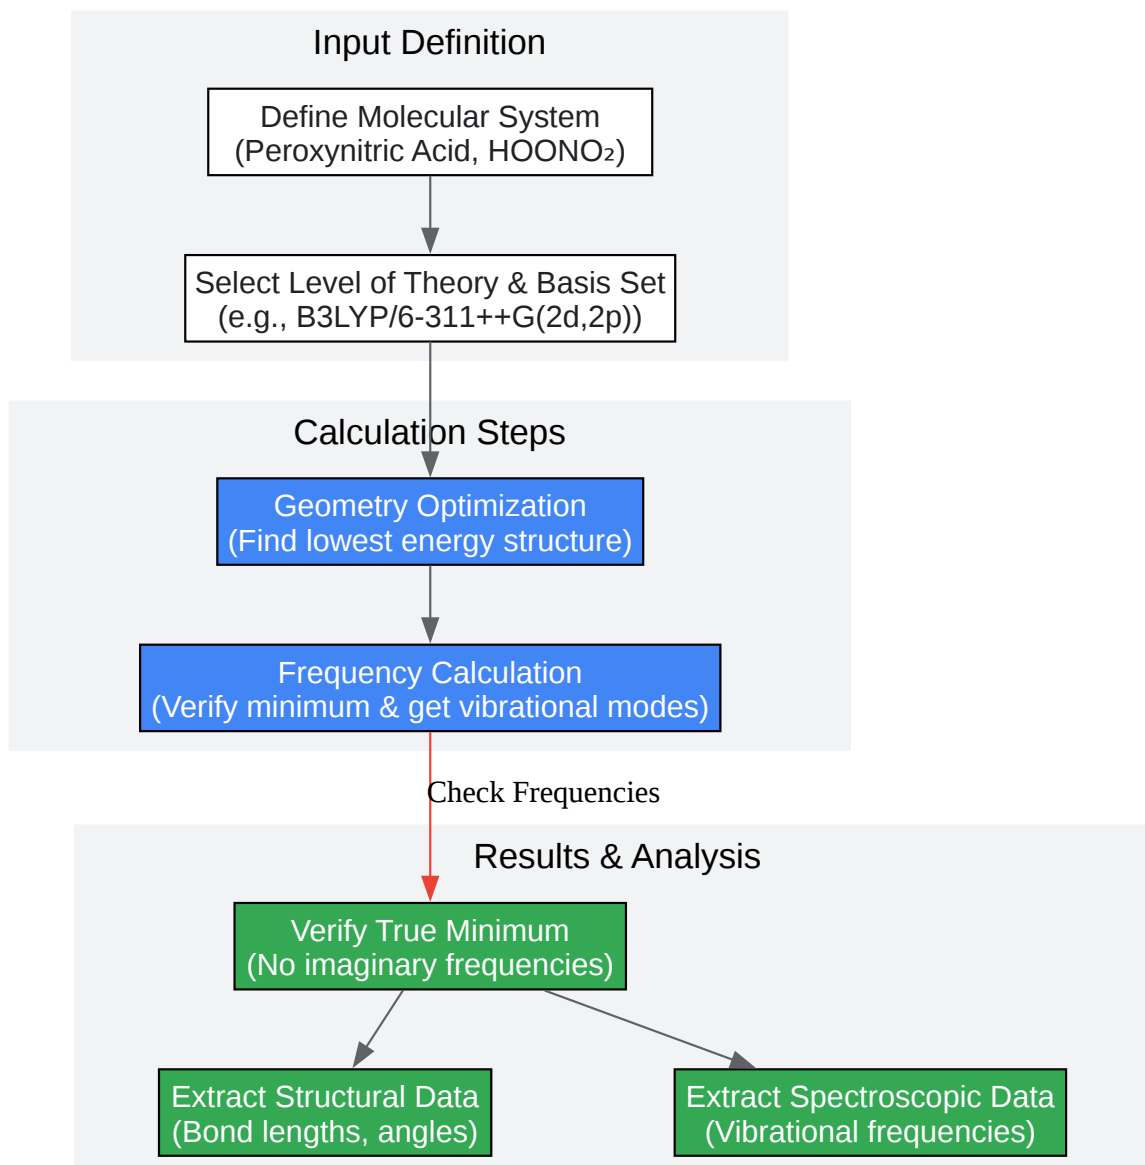 Input Definition
Define Molecular System
(Peroxynitric Acid, HOONO₂)
Select Level of Theory & Basis Set
(e.g., B3LYP/6-311++G(2d,2p))
Calculation Steps
Geometry Optimization
(Find lowest energy structure)
Frequency Calculation
(Verify minimum & get vibrational modes)
Check Frequencies
Results & Analysis
Verify True Minimum
(No imaginary frequencies)
Extract Structural Data
(Bond lengths, angles)
Extract Spectroscopic Data
(Vibrational frequencies)